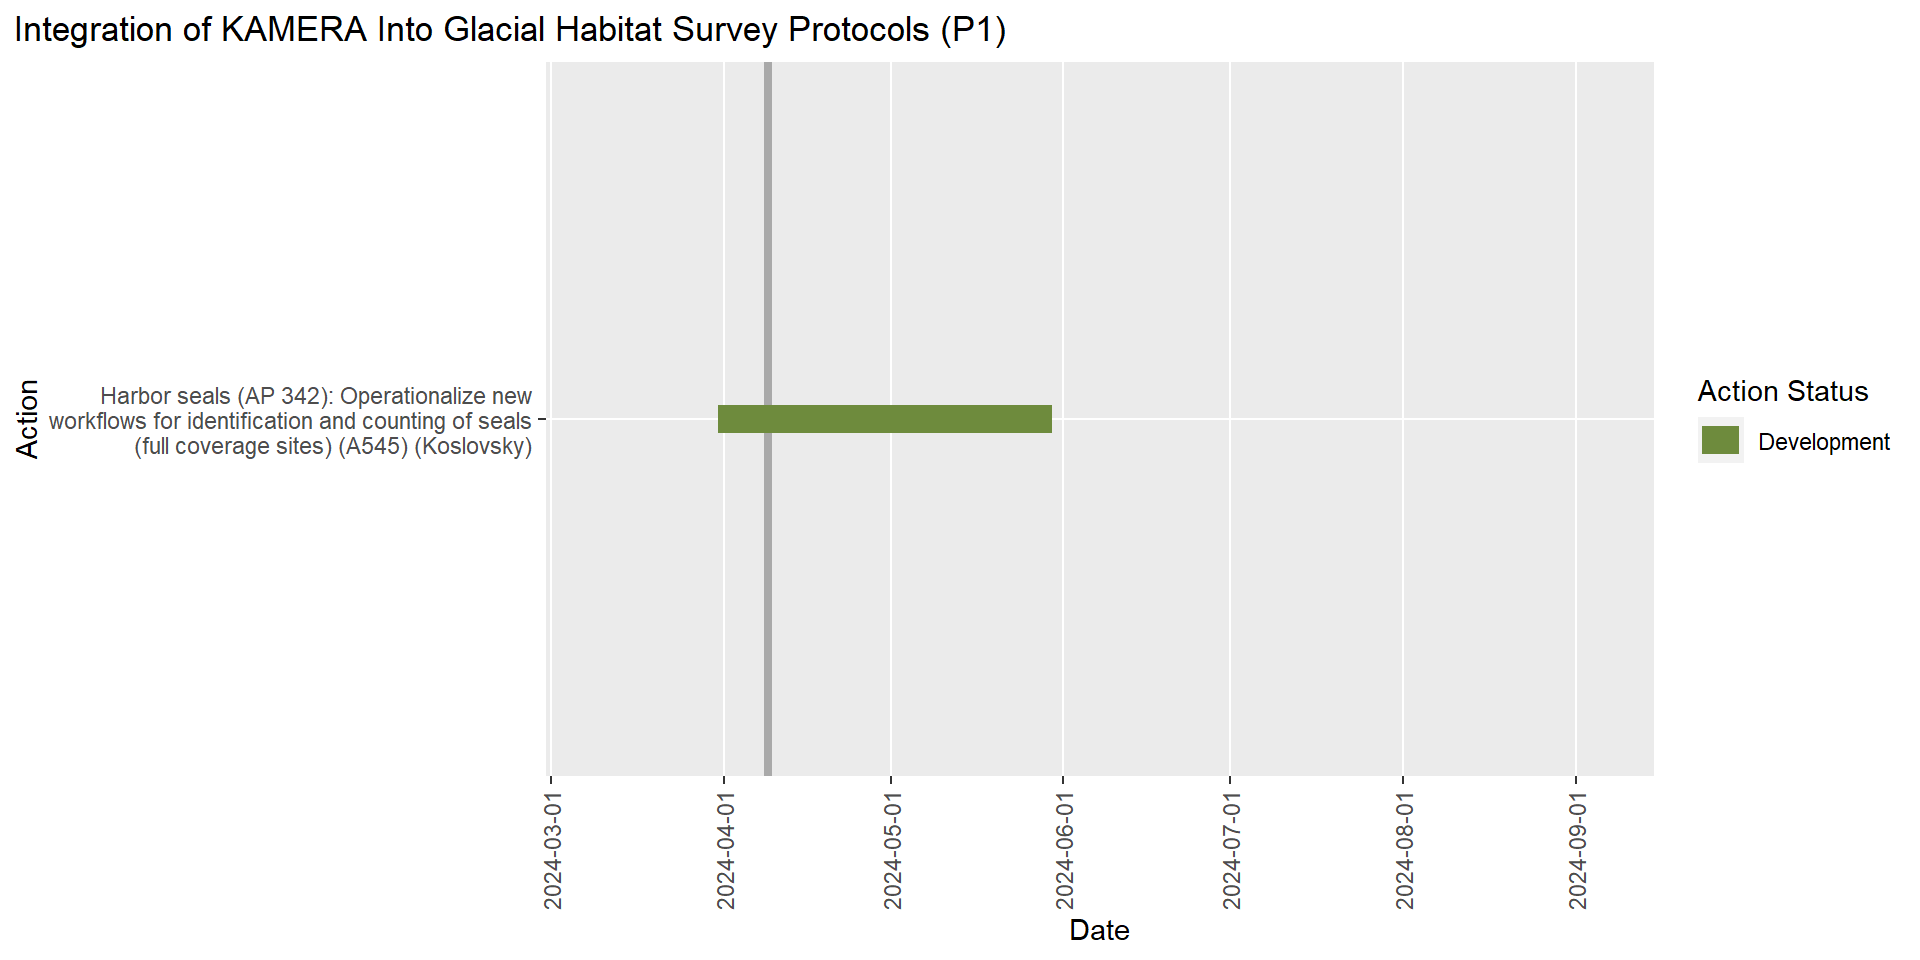 Integration of KAMERA Into Glacial Habitat Survey Protocols (P1)
Action
Harbor seals (AP 342): Operationalize new
workflows for identification and counting of seals
(full coverage sites) (A545) (Koslovsky)
Action Status
Development
2024-03-01
2024-04-01
2024-05-01
2024-06-01
2024-07-01
2024-08-01
2024-09-01
Date